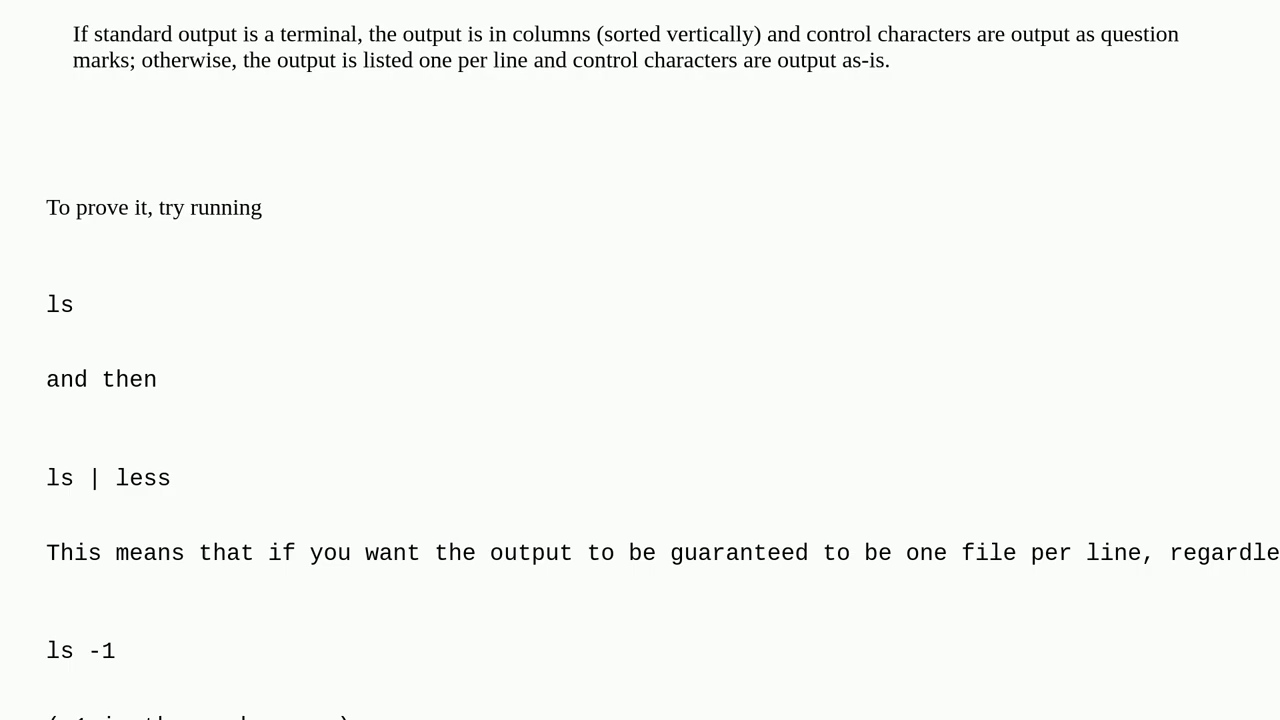 If standard output is a terminal, the output is in columns (sorted vertically) and control characters are output as question
marks; otherwise, the output is listed one per line and control characters are output as-is.
To prove it, try running
ls
and then
ls | less
This means that if you want the output to be guaranteed to be one file per line, regardle
ls -1